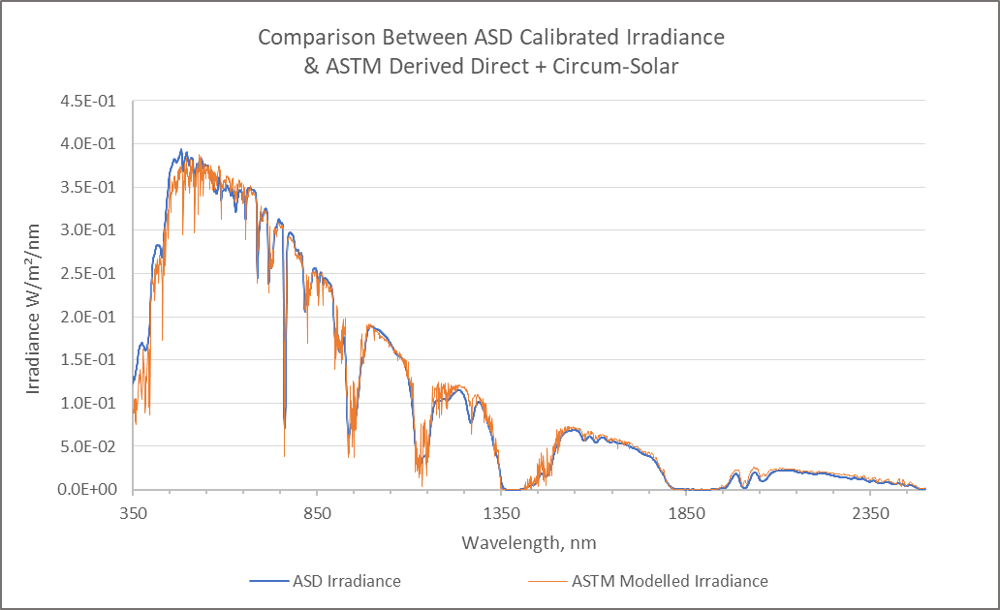 Comparison Between ASD Calibrated Irradiance
& ASTM Derived Direct + Circum-Solar
4.5E-01
4.0E-01
3.5E-01
3.0E-01
2.5E-01
2.0E-01
1.5E-01
1.0E-01
5.0E-02
0.0E+00
Irradiance W/m²/nm
350
850
1350
1850
2350
Wavelength, nm
ASD Irradiance
ASTM Modelled Irradiance